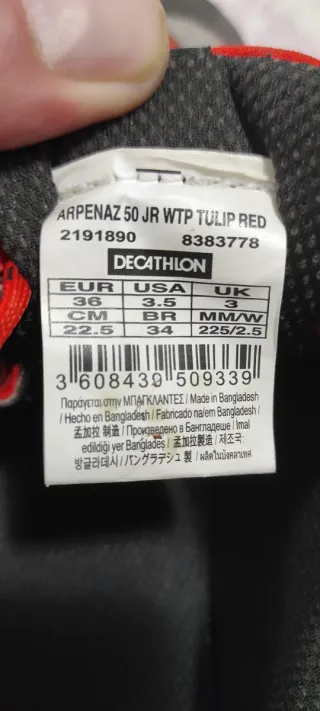 ARPENAZ 50 JR WTP TULIP RED
2191890 8383778
DECATHLON
EUR USA UK
36 3.5 3
CM BR MM/W
22.5 34 225/2.5
3 608439 509339
Παράγεται στην ΜΠΑΓΚΛΑΝΤΕΣ / Made in Bangladesh
/ Hecho en Bangladesh / Fabricado na/em Bangladesh /
孟加拉 制造 / Произведено в Бангладеше / Imal
edildiği yer Bangladeş / 孟加拉製造 / 제조국:
방글라데시 / バングラデシュ 製 / ผลิตในบังคลาเทศ